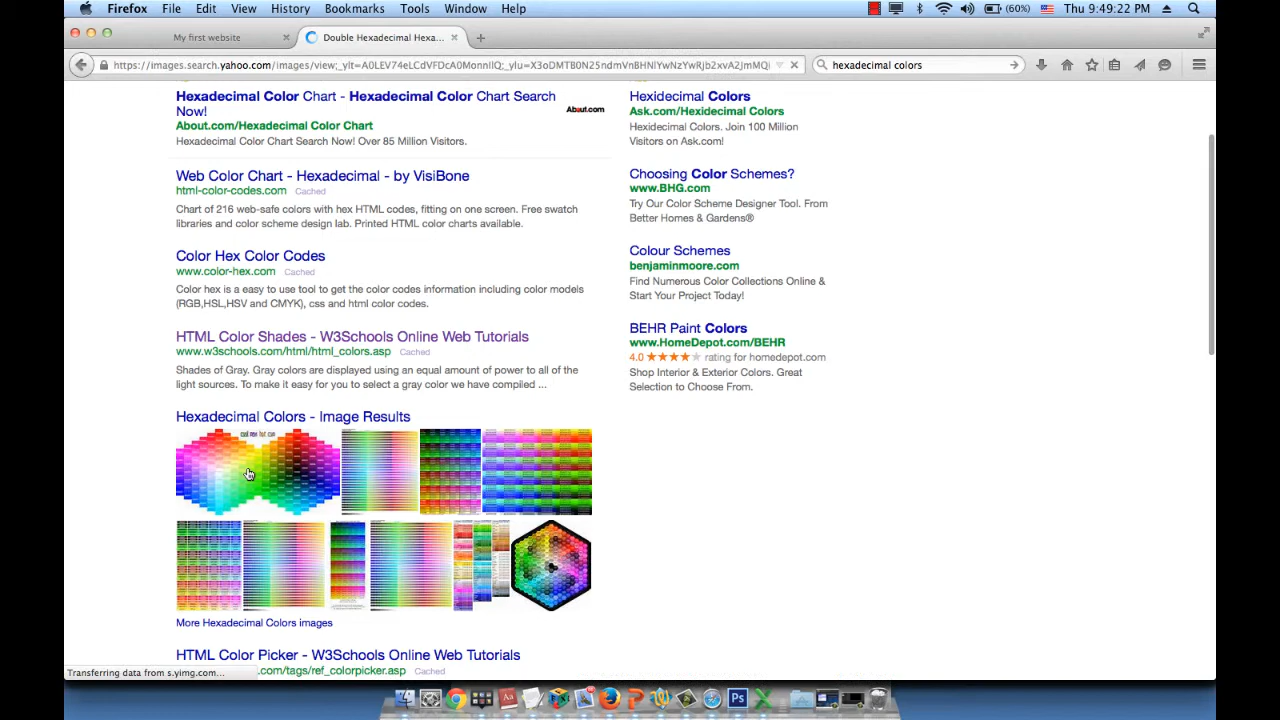 Firefox File Edit View History Bookmarks Tools Window Help (60%) Thu 9:49:22 PM
My first website Double Hexadecimal Hexa...
hexadecimal colors
Hexadecimal Color Chart - Hexadecimal Color Chart Search
Now!
About.com
About.com/Hexadecimal Color Chart
Hexadecimal Color Chart Search Now! Over 85 Million Visitors.
Web Color Chart - Hexadecimal - by VisiBone
html-color-codes.com Cached
Chart of 216 web-safe colors with hex HTML codes, fitting on one screen. Free swatch
libraries and color scheme design lab. Printed HTML color charts available.
Color Hex Color Codes
www.color-hex.com Cached
Color hex is a easy to use tool to get the color codes information including color models
(RGB,HSL,HSV and CMYK), css and html color codes.
HTML Color Shades - W3Schools Online Web Tutorials
www.w3schools.com/html/html_colors.asp Cached
Shades of Gray. Gray colors are displayed using an equal amount of power to all of the
light sources. To make it easy for you to select a gray color we have compiled ...
Hexadecimal Colors - Image Results
More Hexadecimal Colors images
HTML Color Picker - W3Schools Online Web Tutorials
.com/tags/ref_colorpicker.asp Cached
Transferring data from s.yimg.com...
Hexidecimal Colors
Ask.com/Hexidecimal Colors
Hexidecimal Colors. Join 100 Million
Visitors on Ask.com!
Choosing Color Schemes?
www.BHG.com
Try Our Color Scheme Designer Tool. From
Better Homes & Gardens®
Colour Schemes
benjaminmoore.com
Find Numerous Color Collections Online &
Start Your Project Today!
BEHR Paint Colors
www.HomeDepot.com/BEHR
4.0 rating for homedepot.com
Shop Interior & Exterior Colors. Great
Selection to Choose From.